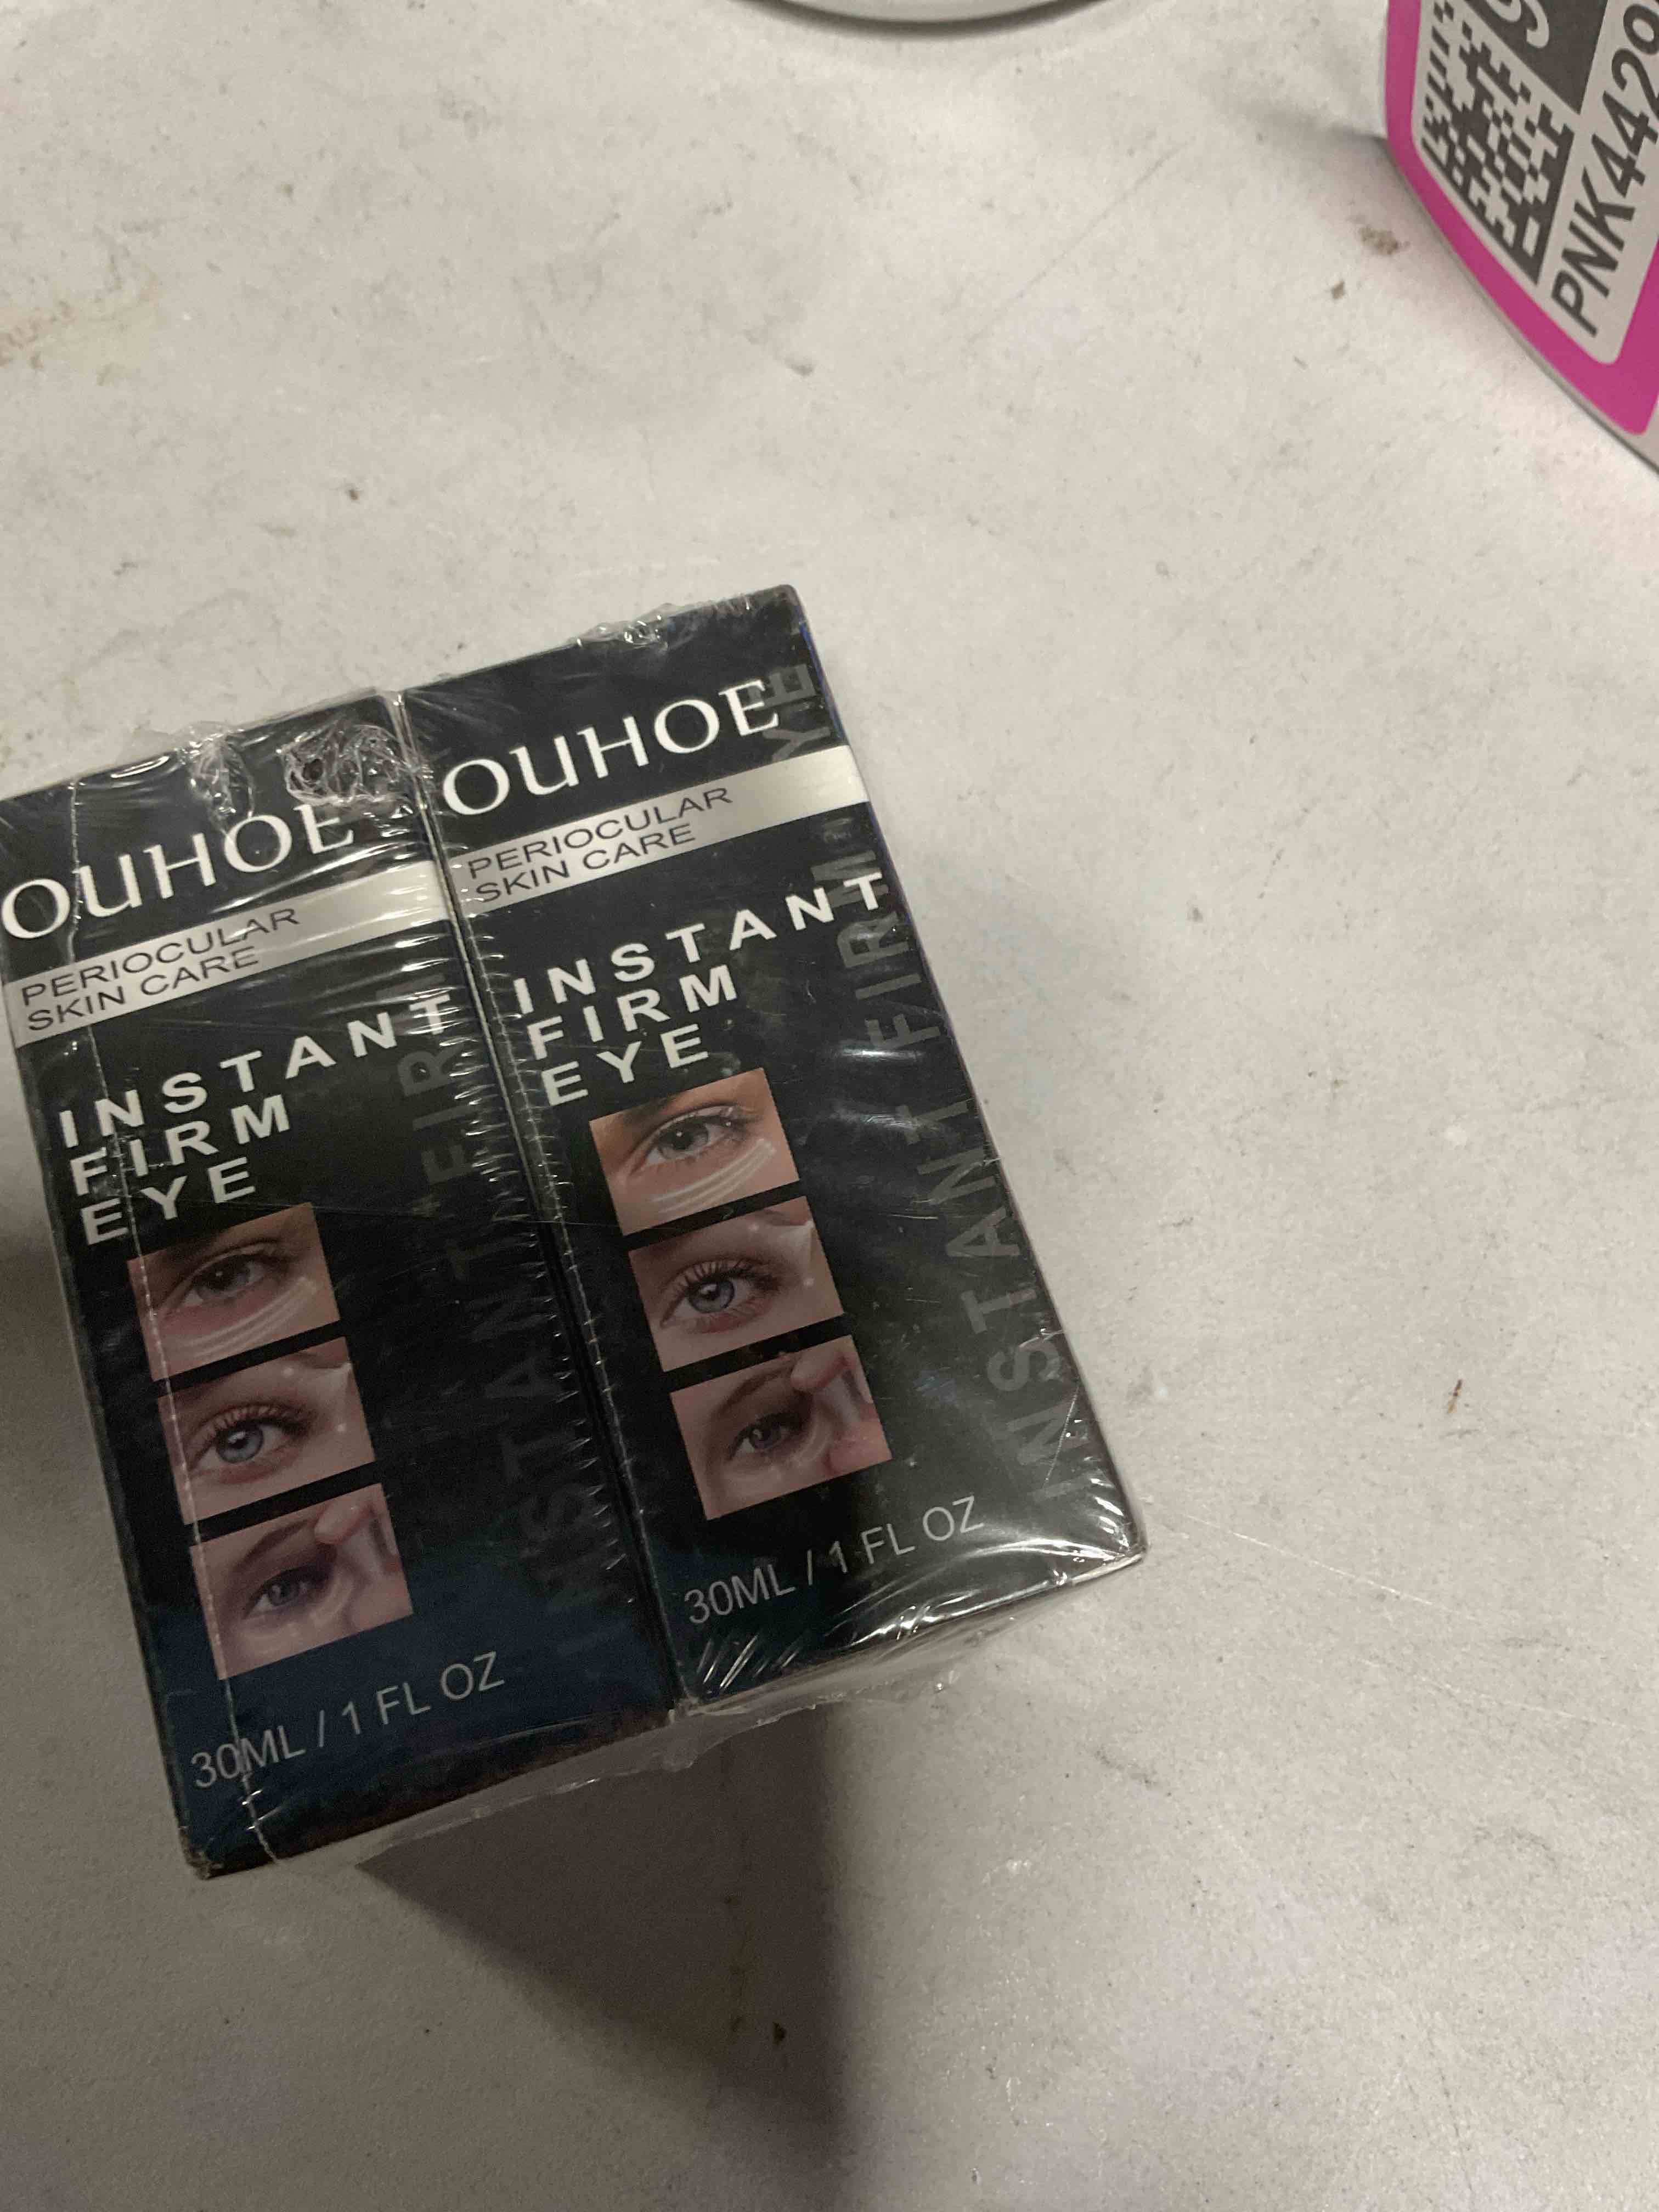 PNK4429
OUHOE
PERIOCULAR
SKIN CARE
INSTANT
FIRM
EYE
30ML / 1 FL OZ
INSTANT FIRM
OUHOE
PERIOCULAR
SKIN CARE
INSTANT
FIRM
EYE
30ML / 1 FL OZ
INSTANT FIRM EYE